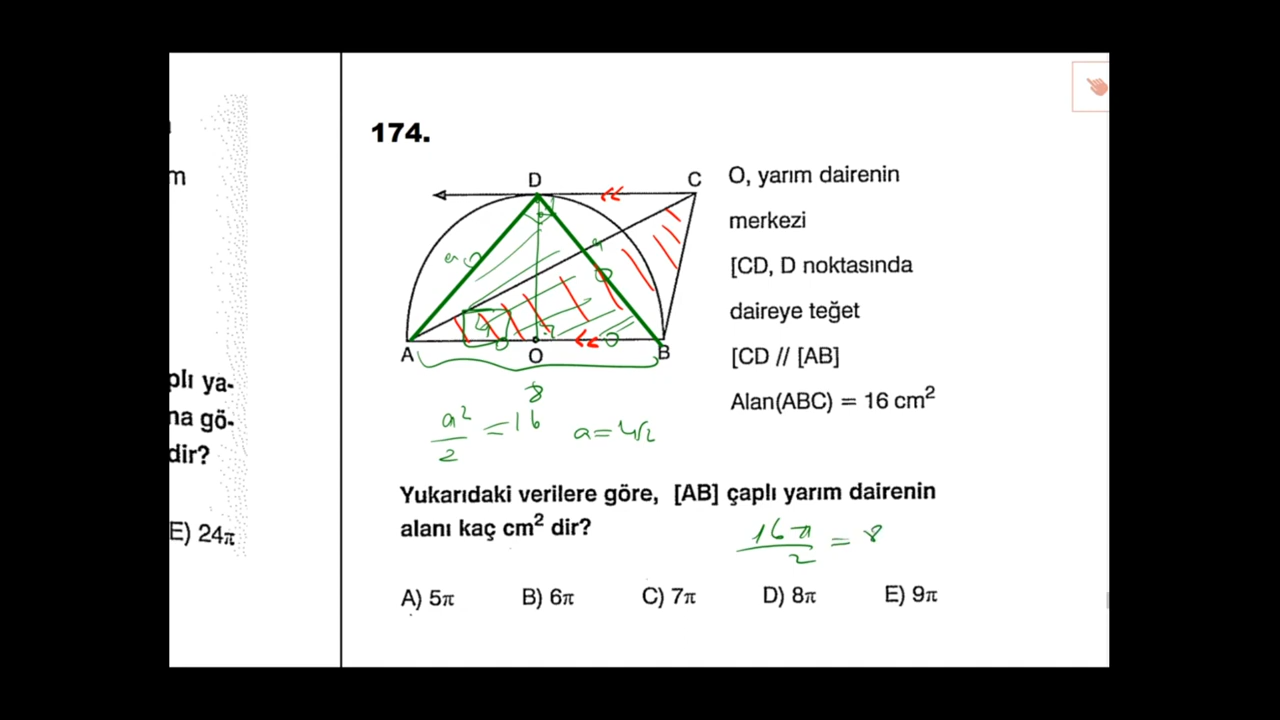 m
plı ya-
na gö-
dir?
E) 24π
174.
D
C
A
O
B
O, yarım dairenin
merkezi
[CD, D noktasında
daireye teğet
[CD // [AB]
Alan(ABC) = 16 cm²
8
a²/2 = 16 a = 4√2
Yukarıdaki verilere göre, [AB] çaplı yarım dairenin
alanı kaç cm² dir?
16π/2 = 8
A) 5π B) 6π C) 7π D) 8π E) 9π